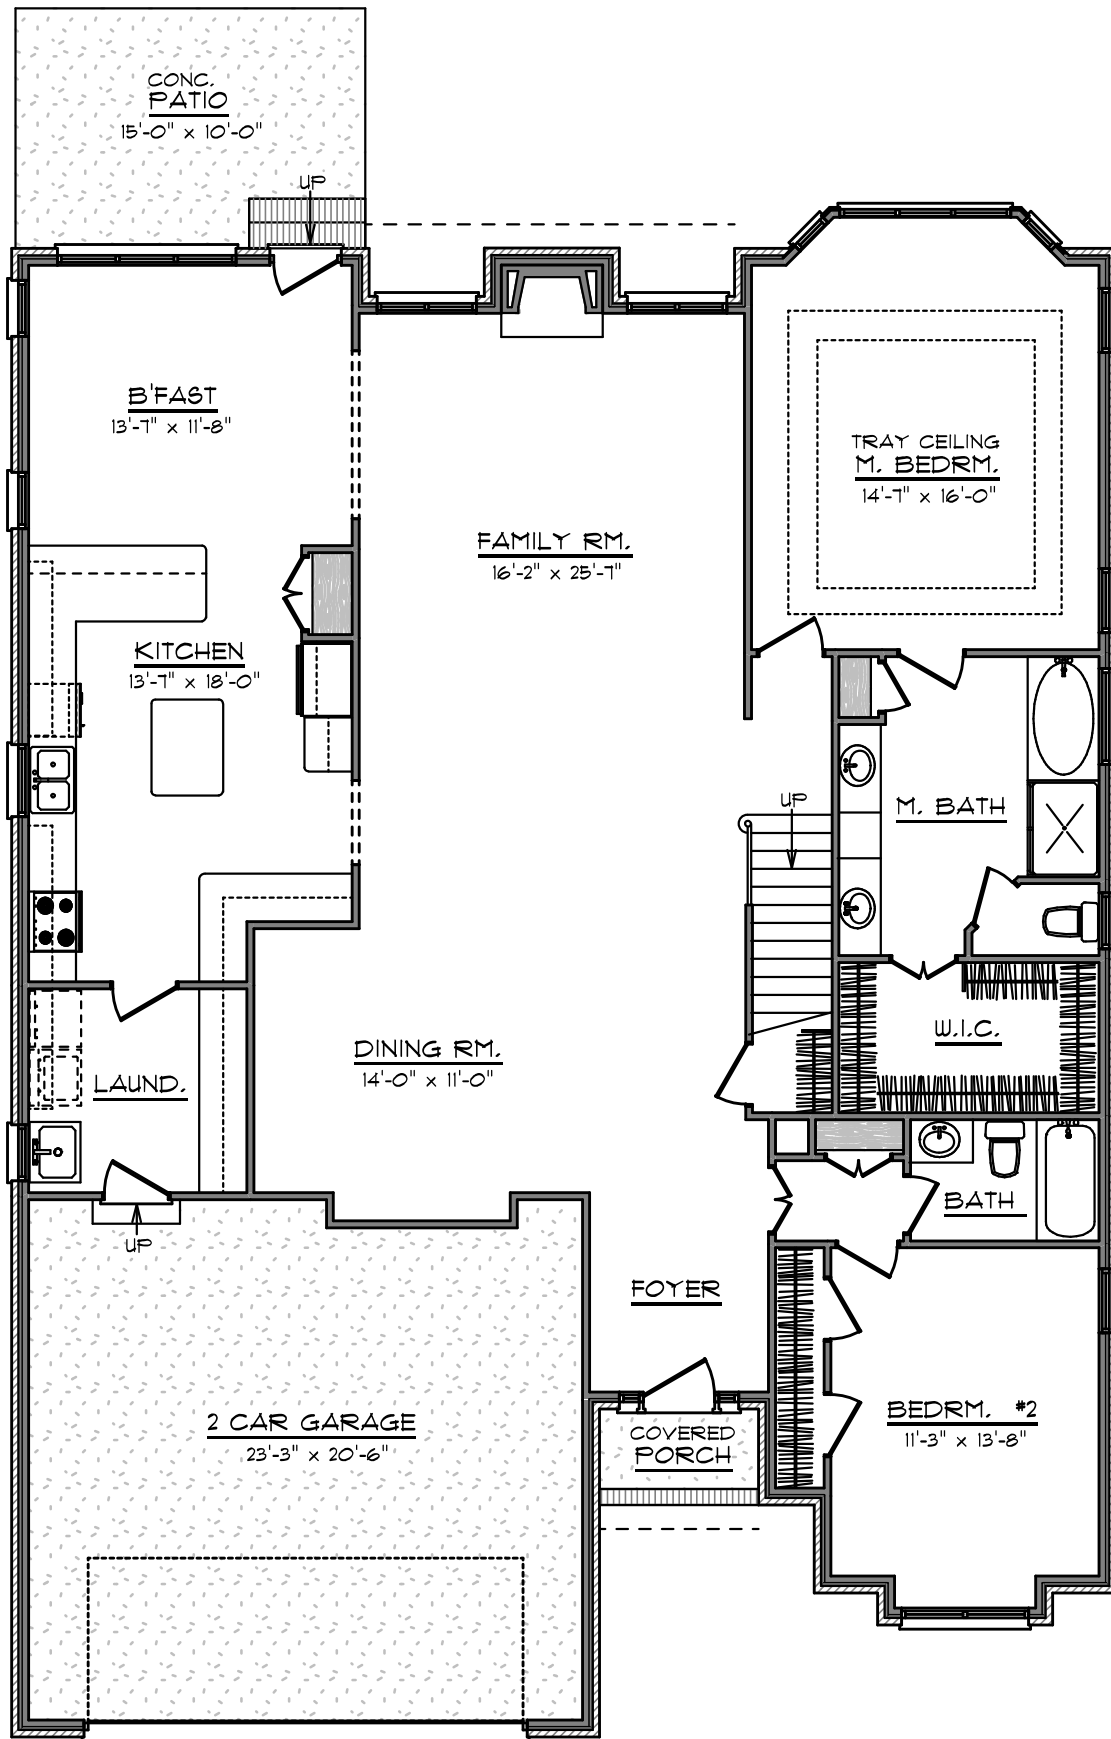 CONC.
PATIO
15'-0" x 10'-0"
UP
B'FAST
13'-7" x 11'-8"
TRAY CEILING
M. BEDRM.
14'-7" x 16'-0"
FAMILY RM.
16'-2" x 25'-7"
KITCHEN
13'-7" x 18'-0"
UP
M. BATH
W.I.C.
DINING RM.
14'-0" x 11'-0"
LAUND.
BATH
UP
FOYER
2 CAR GARAGE
23'-3" x 20'-6"
COVERED
PORCH
BEDRM. #2
11'-3" x 13'-8"